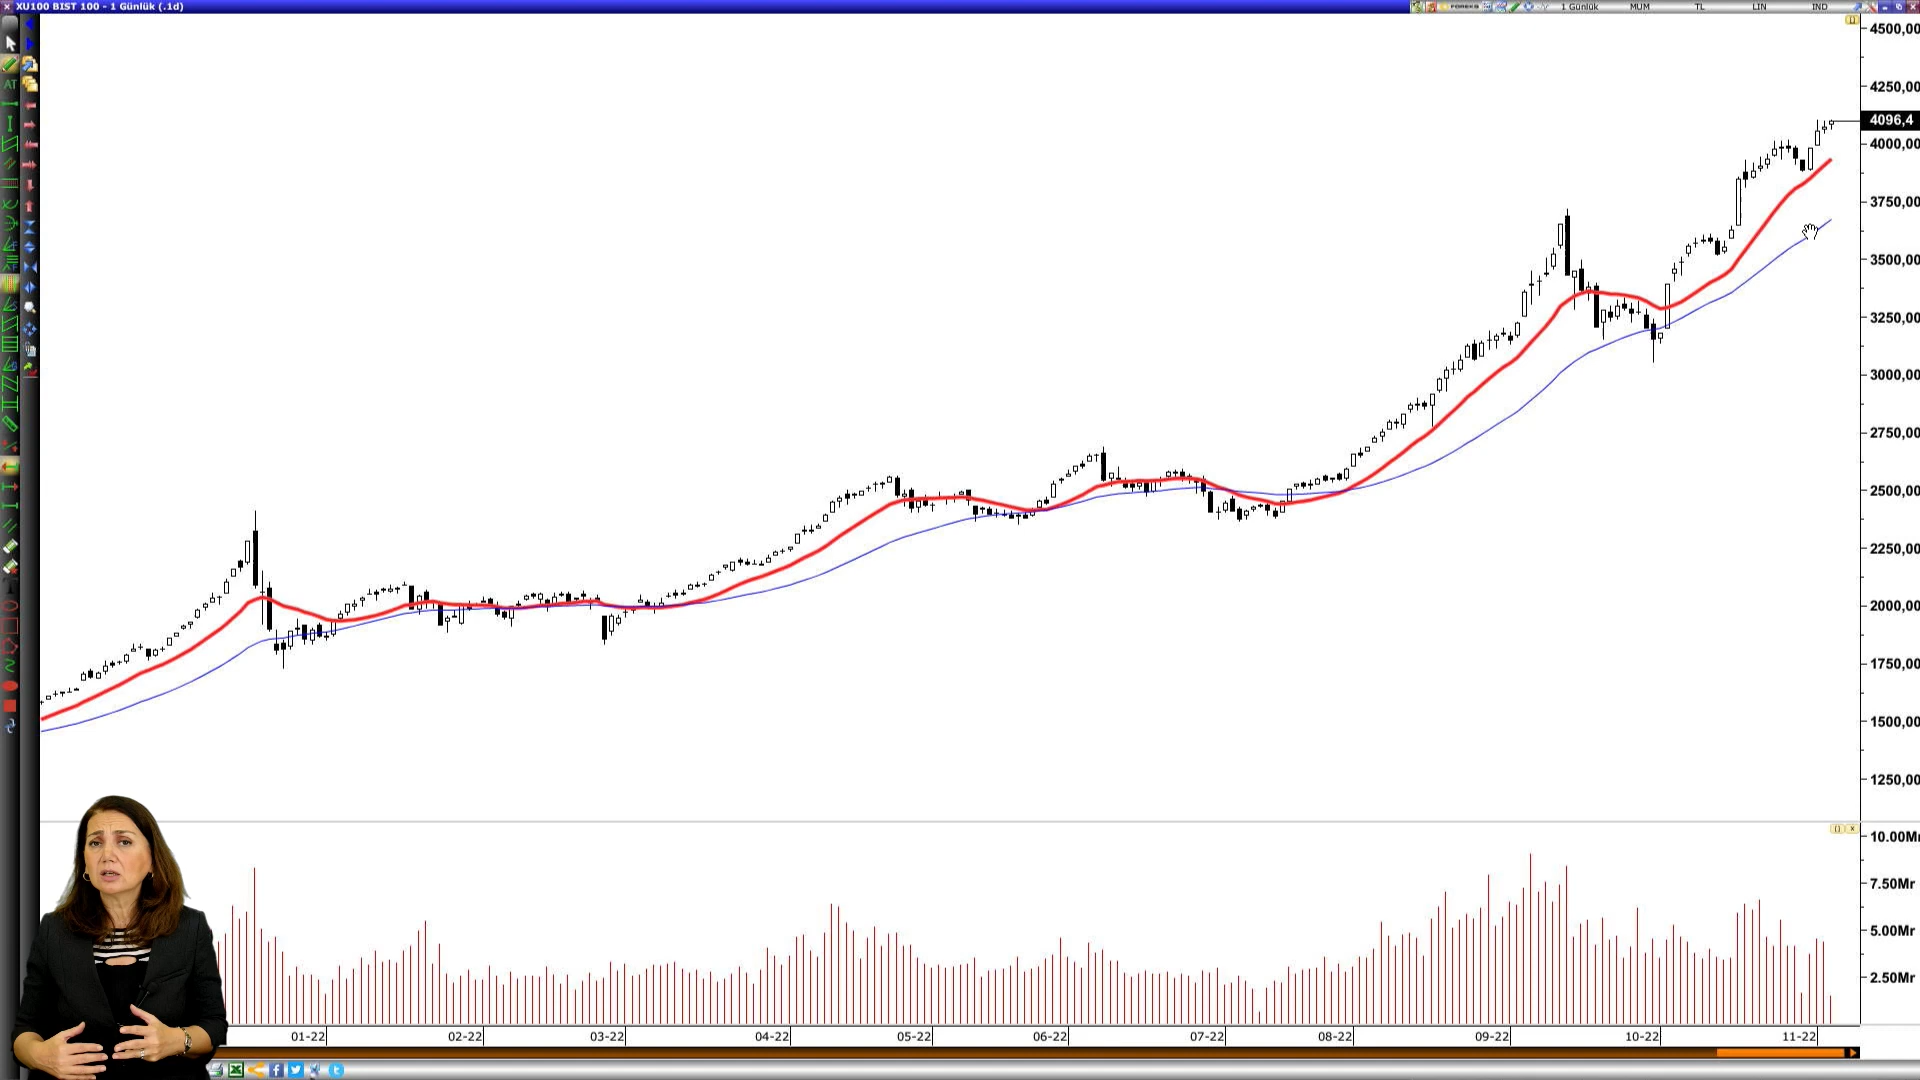 XU100 BIST 100 - 1 Günlük (.1d)
FOREKS
1 Günlük
MUM
TL
LIN
IND
4500,00
4250,00
4096,4
4000,00
3750,00
3500,00
3250,00
3000,00
2750,00
2500,00
2250,00
2000,00
1750,00
1500,00
1250,00
10.00Mr
7.50Mr
5.00Mr
2.50Mr
01-22
02-22
03-22
04-22
05-22
06-22
07-22
08-22
09-22
10-22
11-22
AT